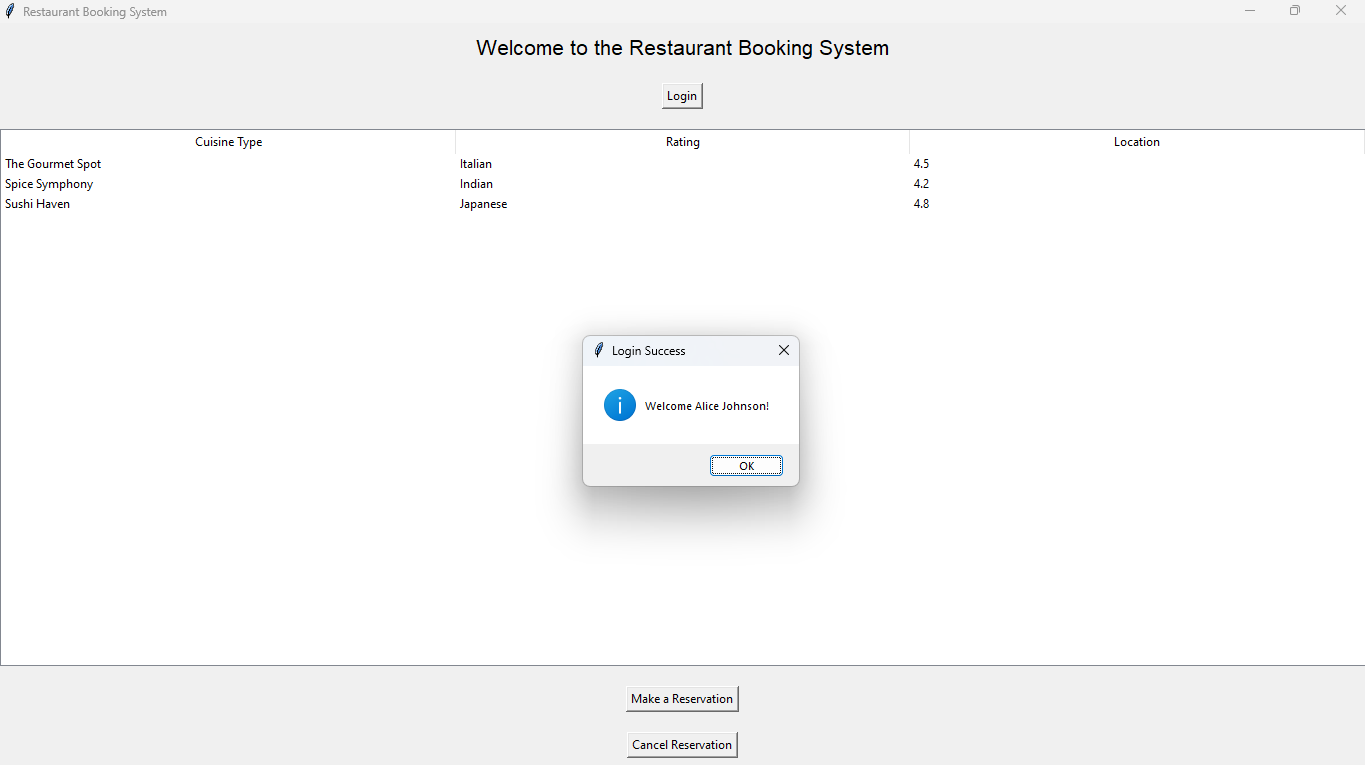 Restaurant Booking System
Welcome to the Restaurant Booking System
Login
Cuisine Type Rating Location
The Gourmet Spot Italian 4.5
Spice Symphony Indian 4.2
Sushi Haven Japanese 4.8
Login Success
Welcome Alice Johnson!
OK
Make a Reservation
Cancel Reservation